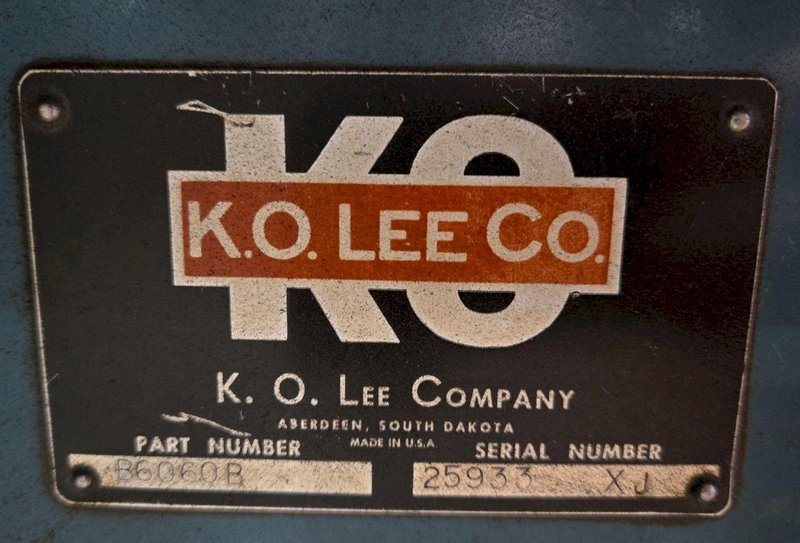 KO
K.O. LEE CO.
K. O. LEE COMPANY
ABERDEEN, SOUTH DAKOTA
MADE IN U.S.A.
PART NUMBER SERIAL NUMBER
B6060B 25933 XJ